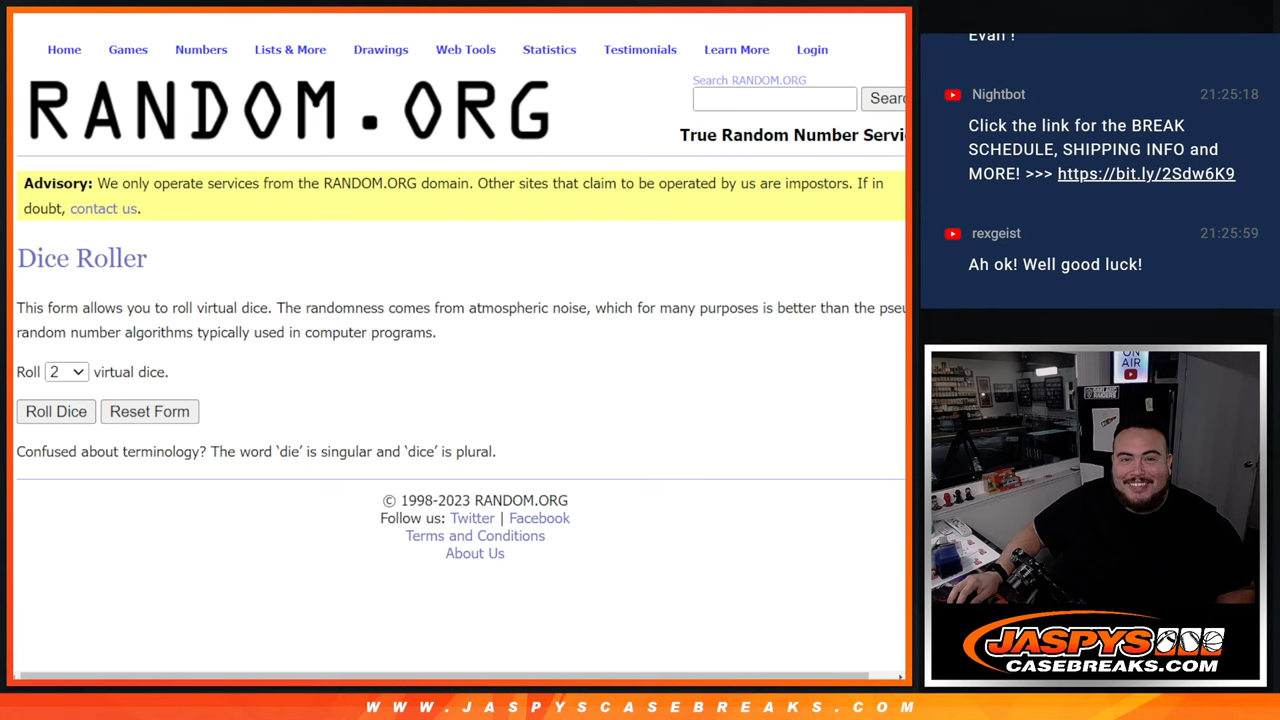 Home Games Numbers Lists & More Drawings Web Tools Statistics Testimonials Learn More Login
RANDOM.ORG
Search RANDOM.ORG
Searc
True Random Number Servi
Advisory: We only operate services from the RANDOM.ORG domain. Other sites that claim to be operated by us are impostors. If in
doubt, contact us.
Dice Roller
This form allows you to roll virtual dice. The randomness comes from atmospheric noise, which for many purposes is better than the pseu
random number algorithms typically used in computer programs.
Roll 2 virtual dice.
Roll Dice Reset Form
Confused about terminology? The word ‘die’ is singular and ‘dice’ is plural.
© 1998-2023 RANDOM.ORG
Follow us: Twitter | Facebook
Terms and Conditions
About Us
Evan !
Nightbot 21:25:18
Click the link for the BREAK
SCHEDULE, SHIPPING INFO and
MORE! >>> https://bit.ly/2Sdw6K9
rexgeist 21:25:59
Ah ok! Well good luck!
ON
AIR
JASPYS
CASEBREAKS.COM
WWW.JASPYSCASEBREAKS.COM